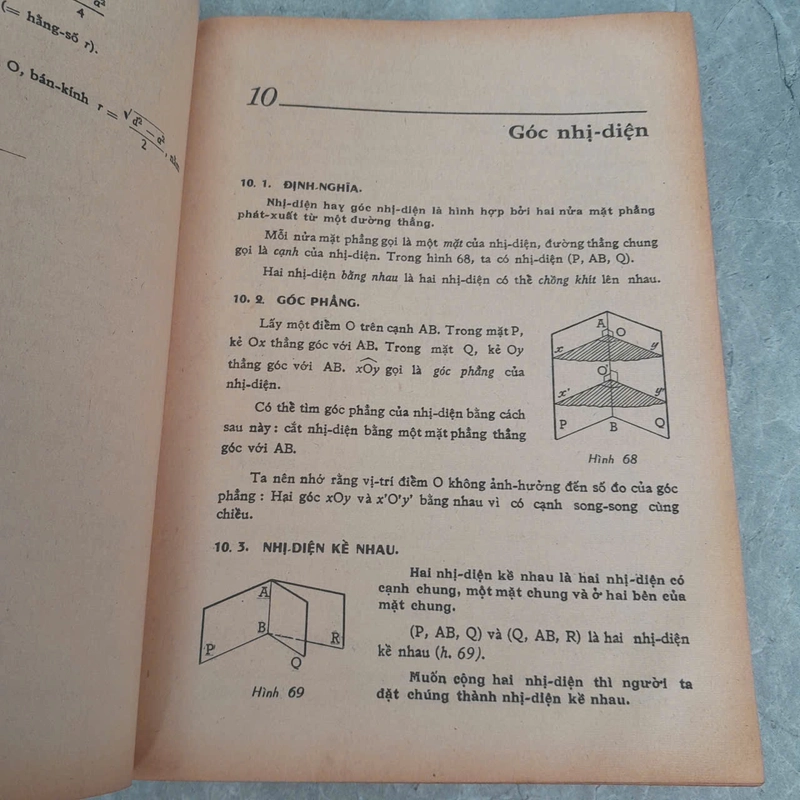 4
(= hằng-số r).
O, bán-kính r =
2
10
Góc nhị-diện
10. 1. ĐỊNH-NGHĨA.
Nhị-diện hay góc nhị-diện là hình hợp bởi hai nửa mặt phẳng
phát-xuất từ một đường thẳng.
Mỗi nửa mặt phẳng gọi là một mặt của nhị-diện, đường thẳng chung
gọi là cạnh của nhị-diện. Trong hình 68, ta có nhị-diện (P, AB, Q).
Hai nhị-diện bằng nhau là hai nhị-diện có thể chồng khít lên nhau.
10. 2. GÓC PHẲNG.
Lấy một điểm O trên cạnh AB. Trong mặt P,
kẻ Ox thẳng góc với AB. Trong mặt Q, kẻ Oy
thẳng góc với AB. xOy gọi là góc phẳng của
nhị-diện.
Có thể tìm góc phẳng của nhị-diện bằng cách
sau này : cắt nhị-diện bằng một mặt phẳng thẳng
góc với AB.
A
O
x
y
O'
x'
y'
P
B
Q
Hình 68
Ta nên nhớ rằng vị-trí điểm O không ảnh-hưởng đến số đo của góc
phẳng : Hai góc xOy và x'O'y' bằng nhau vì có cạnh song-song cùng
chiều.
10. 3. NHỊ-DIỆN KỀ NHAU.
A
B
P
Q
R
Hình 69
Hai nhị-diện kề nhau là hai nhị-diện có
cạnh chung, một mặt chung và ở hai bên của
mặt chung.
(P, AB, Q) và (Q, AB, R) là hai nhị-diện
kề nhau (h. 69).
Muốn cộng hai nhị-diện thì người ta
đặt chúng thành nhị-diện kề nhau.